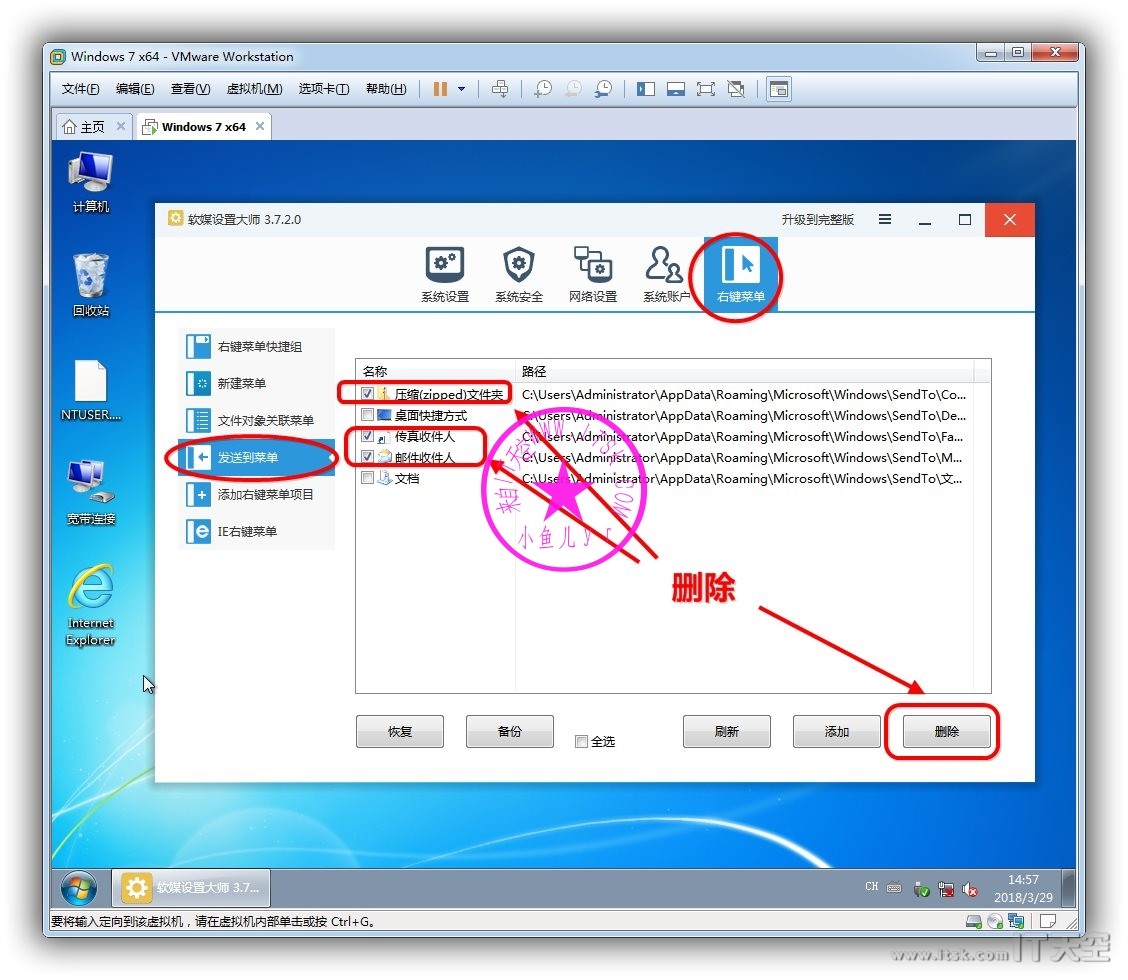 Windows 7 x64 - VMware Workstation
文件(F) 编辑(E) 查看(V) 虚拟机(M) 选项卡(T) 帮助(H)
主页 Windows 7 x64
计算机
回收站
NTUSER....
宽带连接
Internet
Explorer
软媒设置大师 3.7.2.0 升级到完整版
系统设置 系统安全 网络设置 系统账户 右键菜单
右键菜单快捷组
新建菜单
文件对象关联菜单
发送到菜单
添加右键菜单项目
IE右键菜单
名称 路径
压缩(zipped)文件夹 C:\Users\Administrator\AppData\Roaming\Microsoft\Windows\SendTo\Co...
桌面快捷方式 C:\Users\Administrator\AppData\Roaming\Microsoft\Windows\SendTo\De...
传真收件人 C:\Users\Administrator\AppData\Roaming\Microsoft\Windows\SendTo\Fa...
邮件收件人 C:\Users\Administrator\AppData\Roaming\Microsoft\Windows\SendTo\M...
文档 C:\Users\Administrator\AppData\Roaming\Microsoft\Windows\SendTo\文...
小鱼儿yr
删除
恢复 备份 全选 刷新 添加 删除
软媒设置大师 3.7...
CH
14:57
2018/3/29
要将输入定向到该虚拟机，请在虚拟机内部单击或按 Ctrl+G。
www.itsk.com IT天空